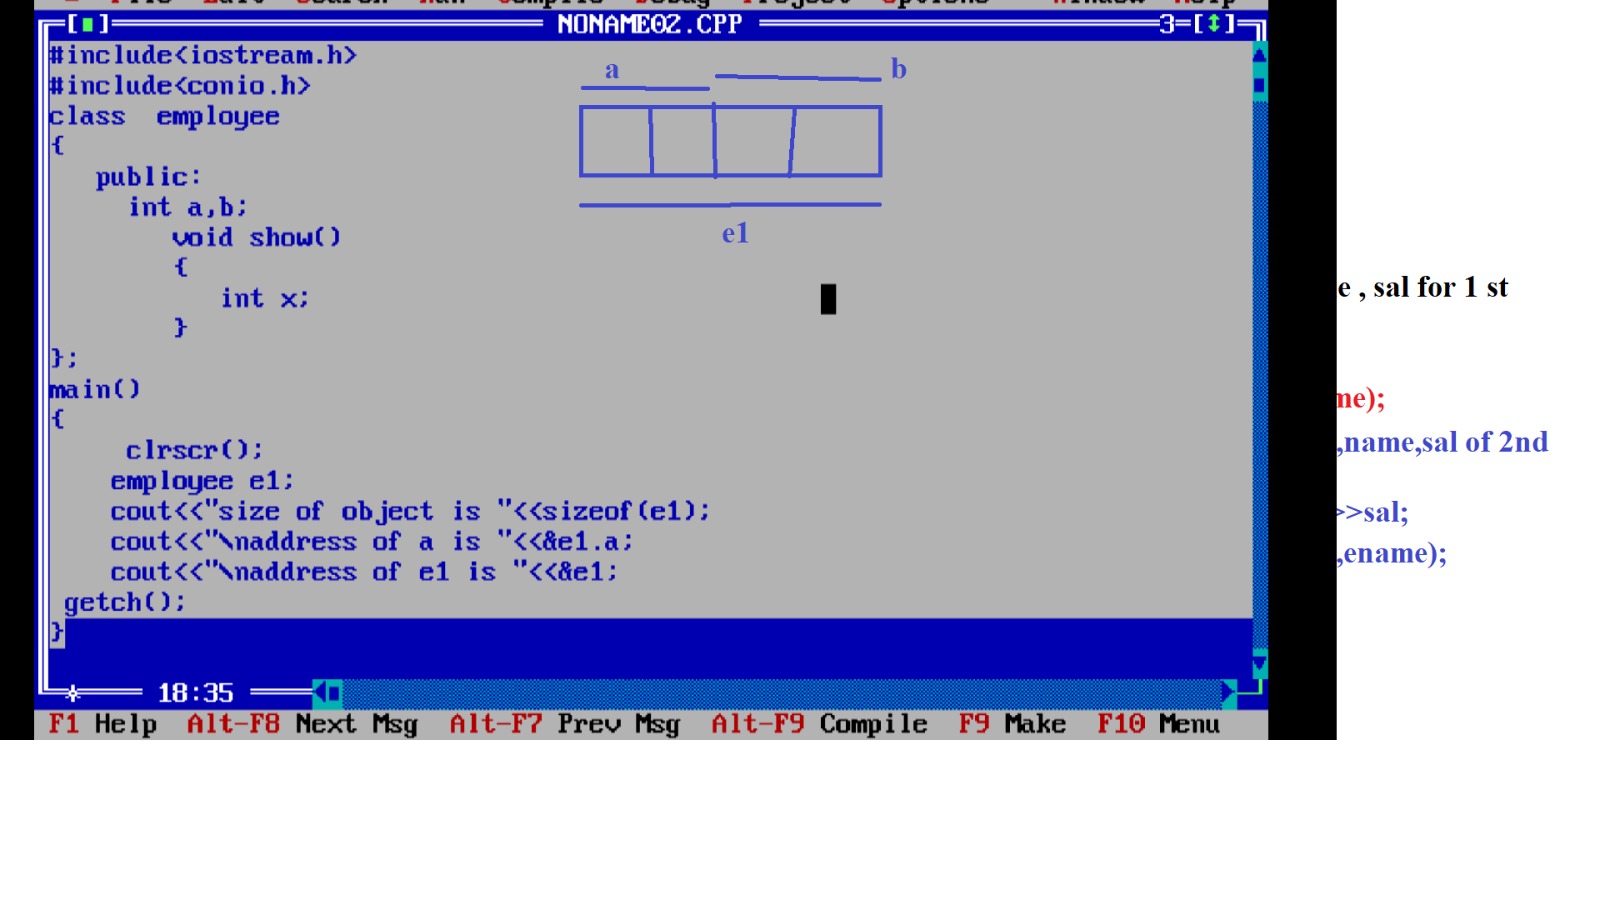 NONAME02.CPP
3=[↕]
#include<iostream.h>
#include<conio.h>
class employee
{
public:
int a,b;
void show()
{
int x;
}
};
main()
{
clrscr();
employee e1;
cout<<"size of object is "<<sizeof(e1);
cout<<"\naddress of a is "<<&e1.a;
cout<<"\naddress of e1 is "<<&e1;
getch();
}
a
b
e1
18:35
F1 Help Alt-F8 Next Msg Alt-F7 Prev Msg Alt-F9 Compile F9 Make F10 Menu
e , sal for 1 st
me);
,name,sal of 2nd
>>sal;
,ename);